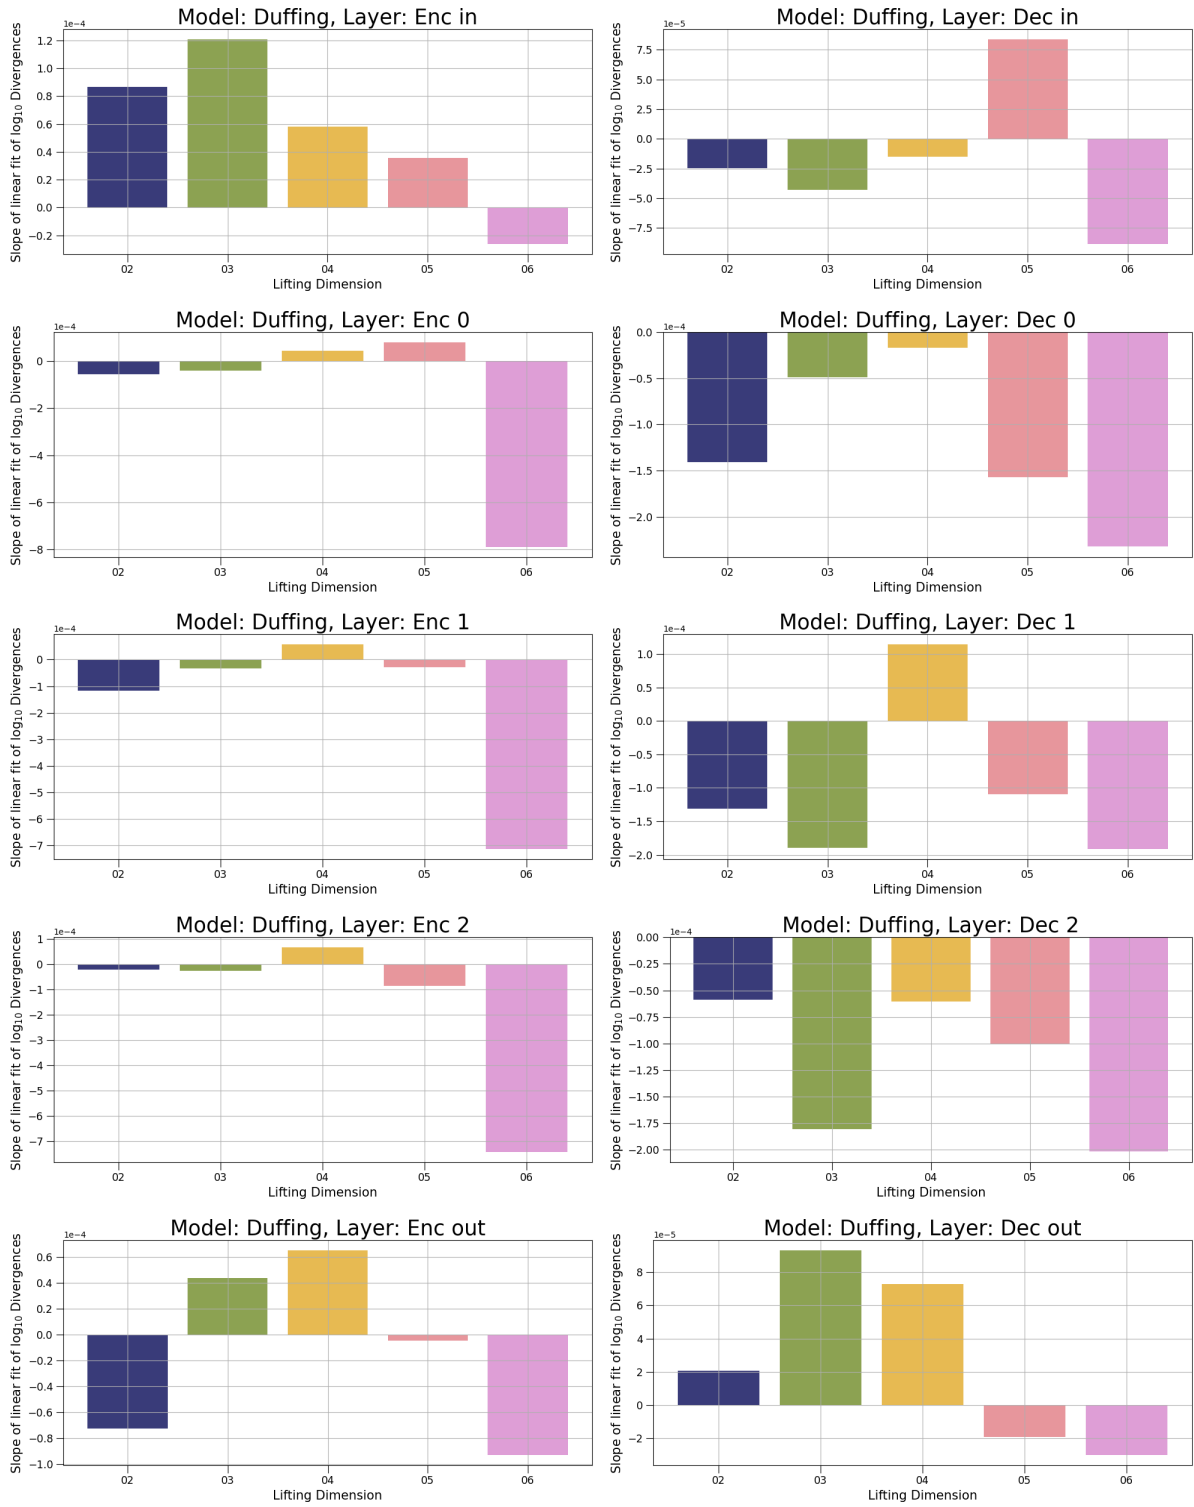 Model: Duffing, Layer: Enc in
1e−4
Slope of linear fit of log10 Divergences
1.2
1.0
0.8
0.6
0.4
0.2
0.0
−0.2
02 03 04 05 06
Lifting Dimension
Model: Duffing, Layer: Dec in
1e−5
Slope of linear fit of log10 Divergences
7.5
5.0
2.5
0.0
−2.5
−5.0
−7.5
02 03 04 05 06
Lifting Dimension
Model: Duffing, Layer: Enc 0
1e−4
Slope of linear fit of log10 Divergences
0
−2
−4
−6
−8
02 03 04 05 06
Lifting Dimension
Model: Duffing, Layer: Dec 0
1e−4
Slope of linear fit of log10 Divergences
0.0
−0.5
−1.0
−1.5
−2.0
02 03 04 05 06
Lifting Dimension
Model: Duffing, Layer: Enc 1
1e−4
Slope of linear fit of log10 Divergences
0
−1
−2
−3
−4
−5
−6
−7
02 03 04 05 06
Lifting Dimension
Model: Duffing, Layer: Dec 1
1e−4
Slope of linear fit of log10 Divergences
1.0
0.5
0.0
−0.5
−1.0
−1.5
−2.0
02 03 04 05 06
Lifting Dimension
Model: Duffing, Layer: Enc 2
1e−4
Slope of linear fit of log10 Divergences
1
0
−1
−2
−3
−4
−5
−6
−7
02 03 04 05 06
Lifting Dimension
Model: Duffing, Layer: Dec 2
1e−4
Slope of linear fit of log10 Divergences
0.00
−0.25
−0.50
−0.75
−1.00
−1.25
−1.50
−1.75
−2.00
02 03 04 05 06
Lifting Dimension
Model: Duffing, Layer: Enc out
1e−4
Slope of linear fit of log10 Divergences
0.6
0.4
0.2
0.0
−0.2
−0.4
−0.6
−0.8
−1.0
02 03 04 05 06
Lifting Dimension
Model: Duffing, Layer: Dec out
1e−5
Slope of linear fit of log10 Divergences
8
6
4
2
0
−2
02 03 04 05 06
Lifting Dimension